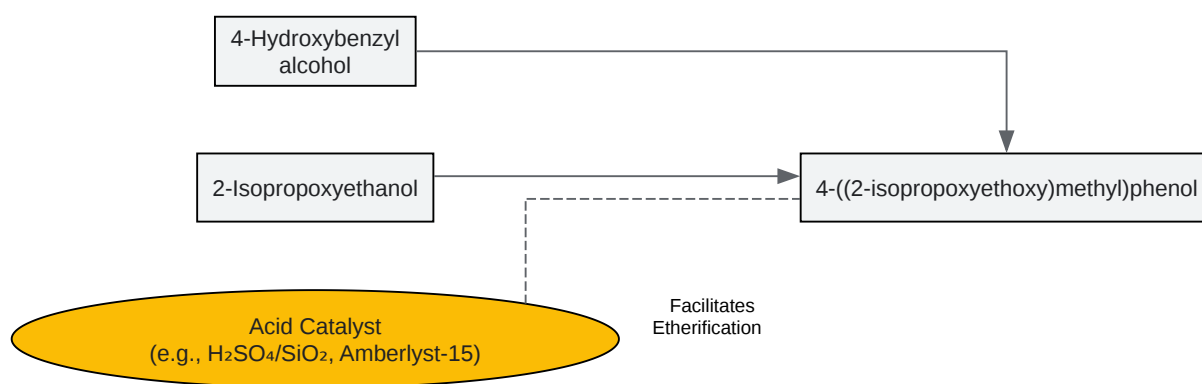 4-Hydroxybenzyl
alcohol
2-Isopropoxyethanol
4-((2-isopropoxyethoxy)methyl)phenol
Facilitates
Etherification
Acid Catalyst
(e.g., H₂SO₄/SiO₂, Amberlyst-15)